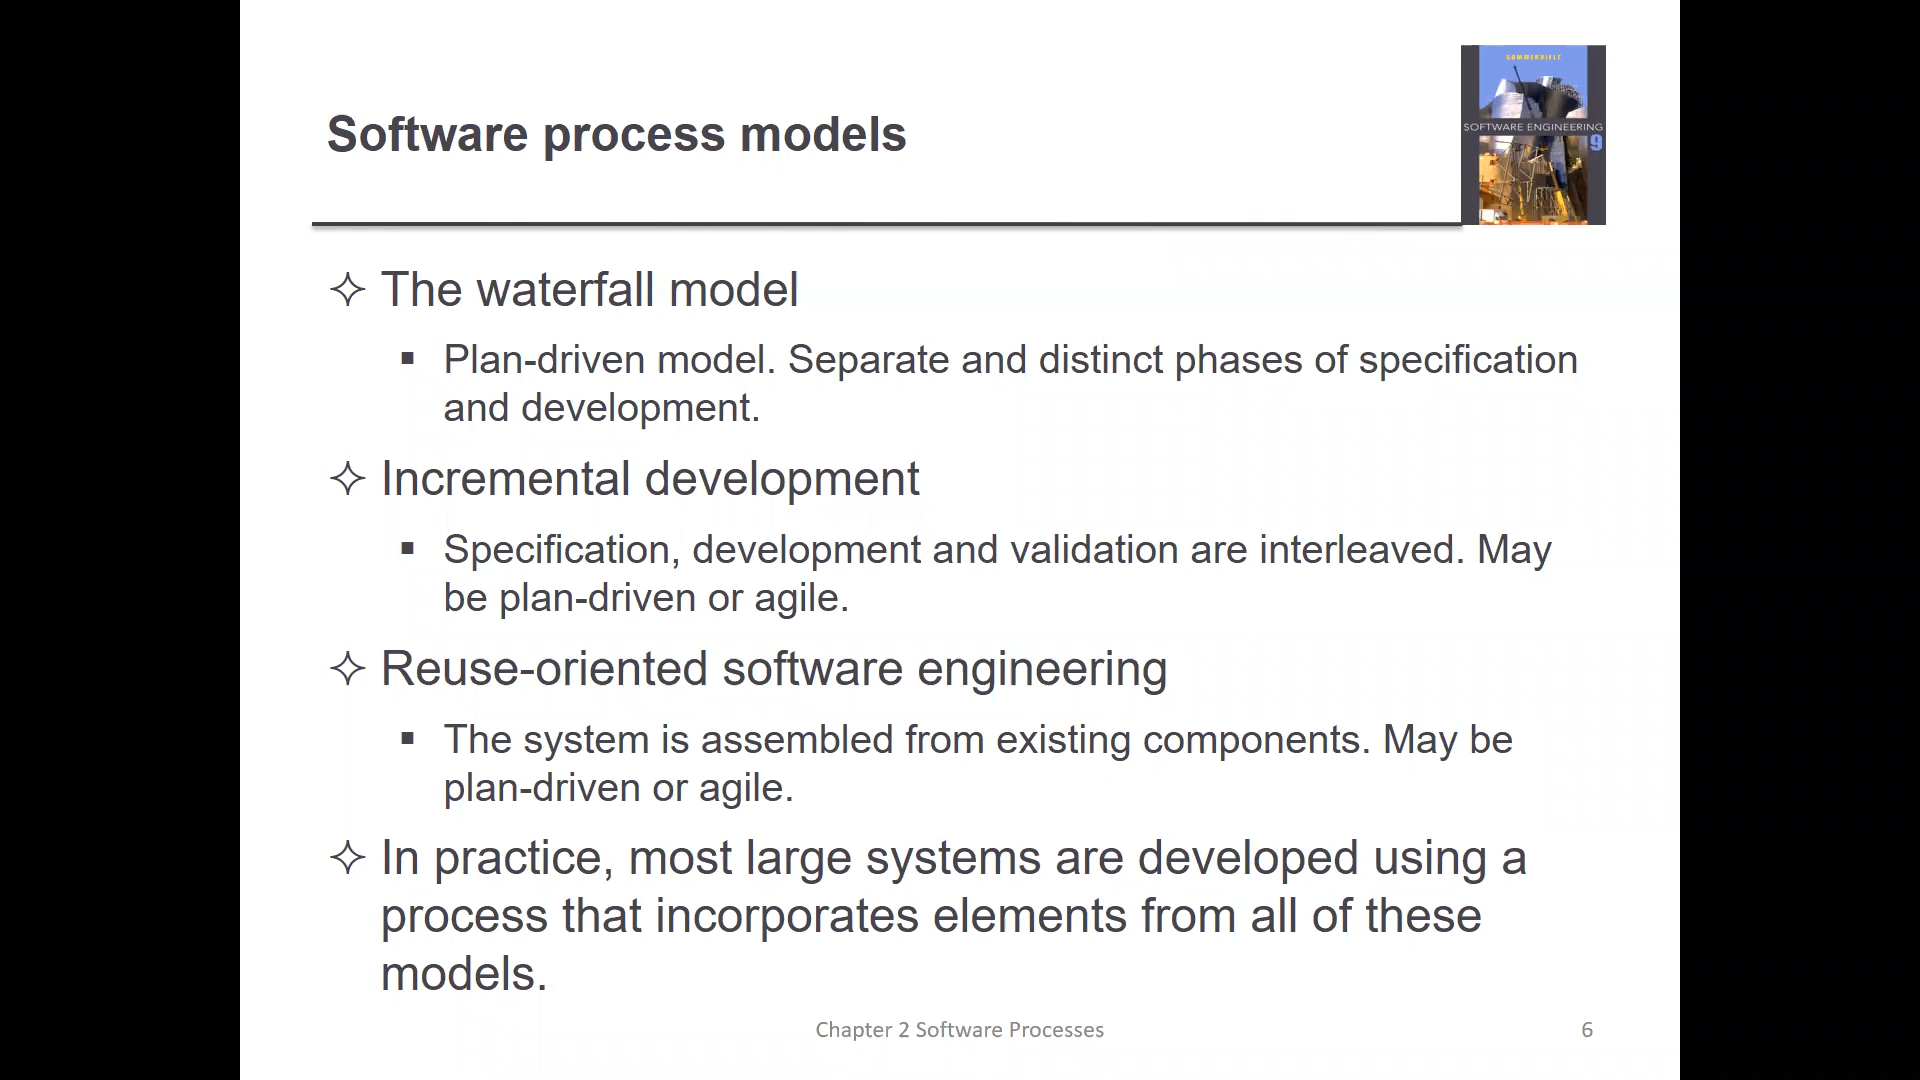 Software process models
SOMMERVILLE
SOFTWARE ENGINEERING
9
The waterfall model
Plan-driven model. Separate and distinct phases of specification
and development.
Incremental development
Specification, development and validation are interleaved. May
be plan-driven or agile.
Reuse-oriented software engineering
The system is assembled from existing components. May be
plan-driven or agile.
In practice, most large systems are developed using a
process that incorporates elements from all of these
models.
Chapter 2 Software Processes
6